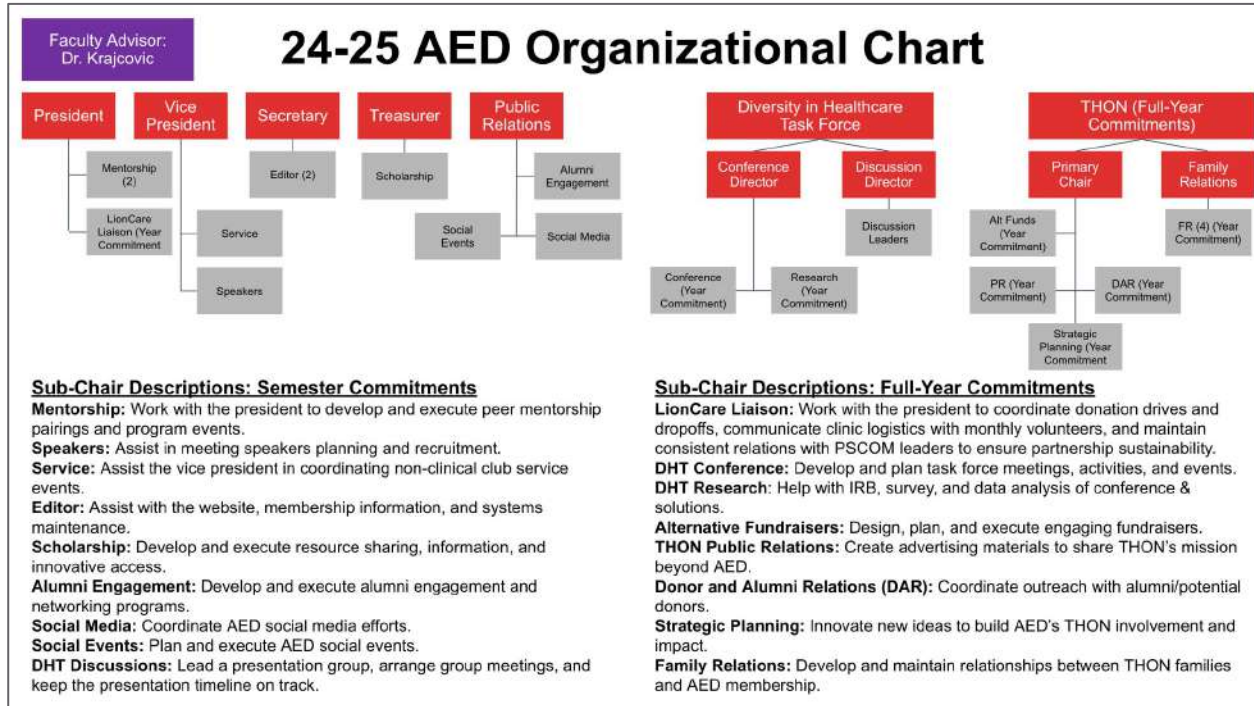 Faculty Advisor:
Dr. Krajcovic
24-25 AED Organizational Chart
President
Vice
President
Secretary
Treasurer
Public
Relations
Diversity in Healthcare
Task Force
THON (Full-Year
Commitments)
Mentorship
(2)
LionCare
Liaison (Year
Commitment
Service
Speakers
Editor (2)
Scholarship
Alumni
Engagement
Social
Events
Social Media
Conference
Director
Discussion
Director
Discussion
Leaders
Conference
(Year
Commitment)
Research
(Year
Commitment)
Primary
Chair
Family
Relations
Alt Funds
(Year
Commitment)
FR (4) (Year
Commitment)
PR (Year
Commitment)
DAR (Year
Commitment)
Strategic
Planning (Year
Commitment
Sub-Chair Descriptions: Semester Commitments
Mentorship: Work with the president to develop and execute peer mentorship
pairings and program events.
Speakers: Assist in meeting speakers planning and recruitment.
Service: Assist the vice president in coordinating non-clinical club service
events.
Editor: Assist with the website, membership information, and systems
maintenance.
Scholarship: Develop and execute resource sharing, information, and
innovative access.
Alumni Engagement: Develop and execute alumni engagement and
networking programs.
Social Media: Coordinate AED social media efforts.
Social Events: Plan and execute AED social events.
DHT Discussions: Lead a presentation group, arrange group meetings, and
keep the presentation timeline on track.
Sub-Chair Descriptions: Full-Year Commitments
LionCare Liaison: Work with the president to coordinate donation drives and
dropoffs, communicate clinic logistics with monthly volunteers, and maintain
consistent relations with PSCOM leaders to ensure partnership sustainability.
DHT Conference: Develop and plan task force meetings, activities, and events.
DHT Research: Help with IRB, survey, and data analysis of conference &
solutions.
Alternative Fundraisers: Design, plan, and execute engaging fundraisers.
THON Public Relations: Create advertising materials to share THON's mission
beyond AED.
Donor and Alumni Relations (DAR): Coordinate outreach with alumni/potential
donors.
Strategic Planning: Innovate new ideas to build AED's THON involvement and
impact.
Family Relations: Develop and maintain relationships between THON families
and AED membership.